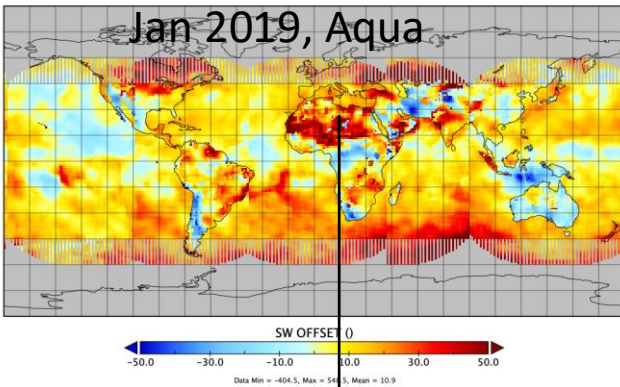 Jan 2019, Aqua
SW OFFSET ()
-50.0 -30.0 -10.0 10.0 30.0 50.0
Data Min = -404.5, Max = 548.5, Mean = 10.9